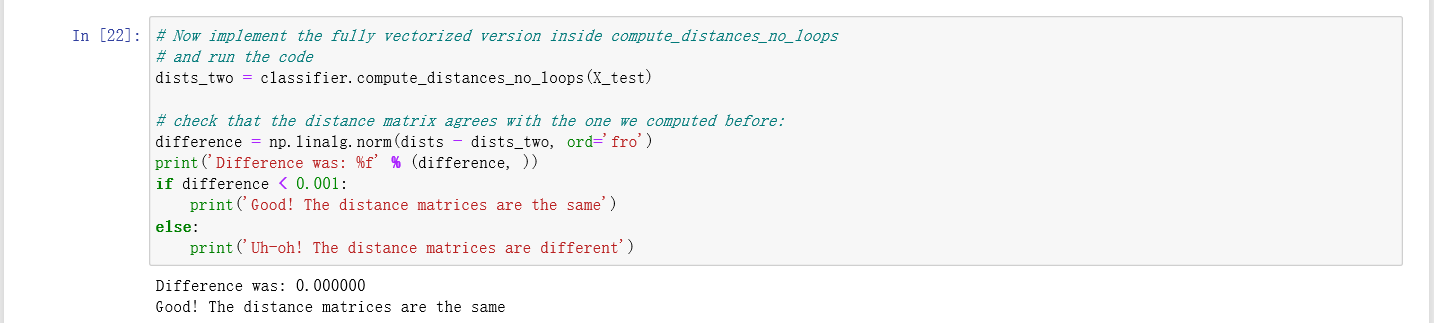 In [22]: # Now implement the fully vectorized version inside compute_distances_no_loops
# and run the code
dists_two = classifier.compute_distances_no_loops(X_test)

# check that the distance matrix agrees with the one we computed before:
difference = np.linalg.norm(dists - dists_two, ord='fro')
print('Difference was: %f' % (difference, ))
if difference < 0.001:
    print('Good! The distance matrices are the same')
else:
    print('Uh-oh! The distance matrices are different')
Difference was: 0.000000
Good! The distance matrices are the same